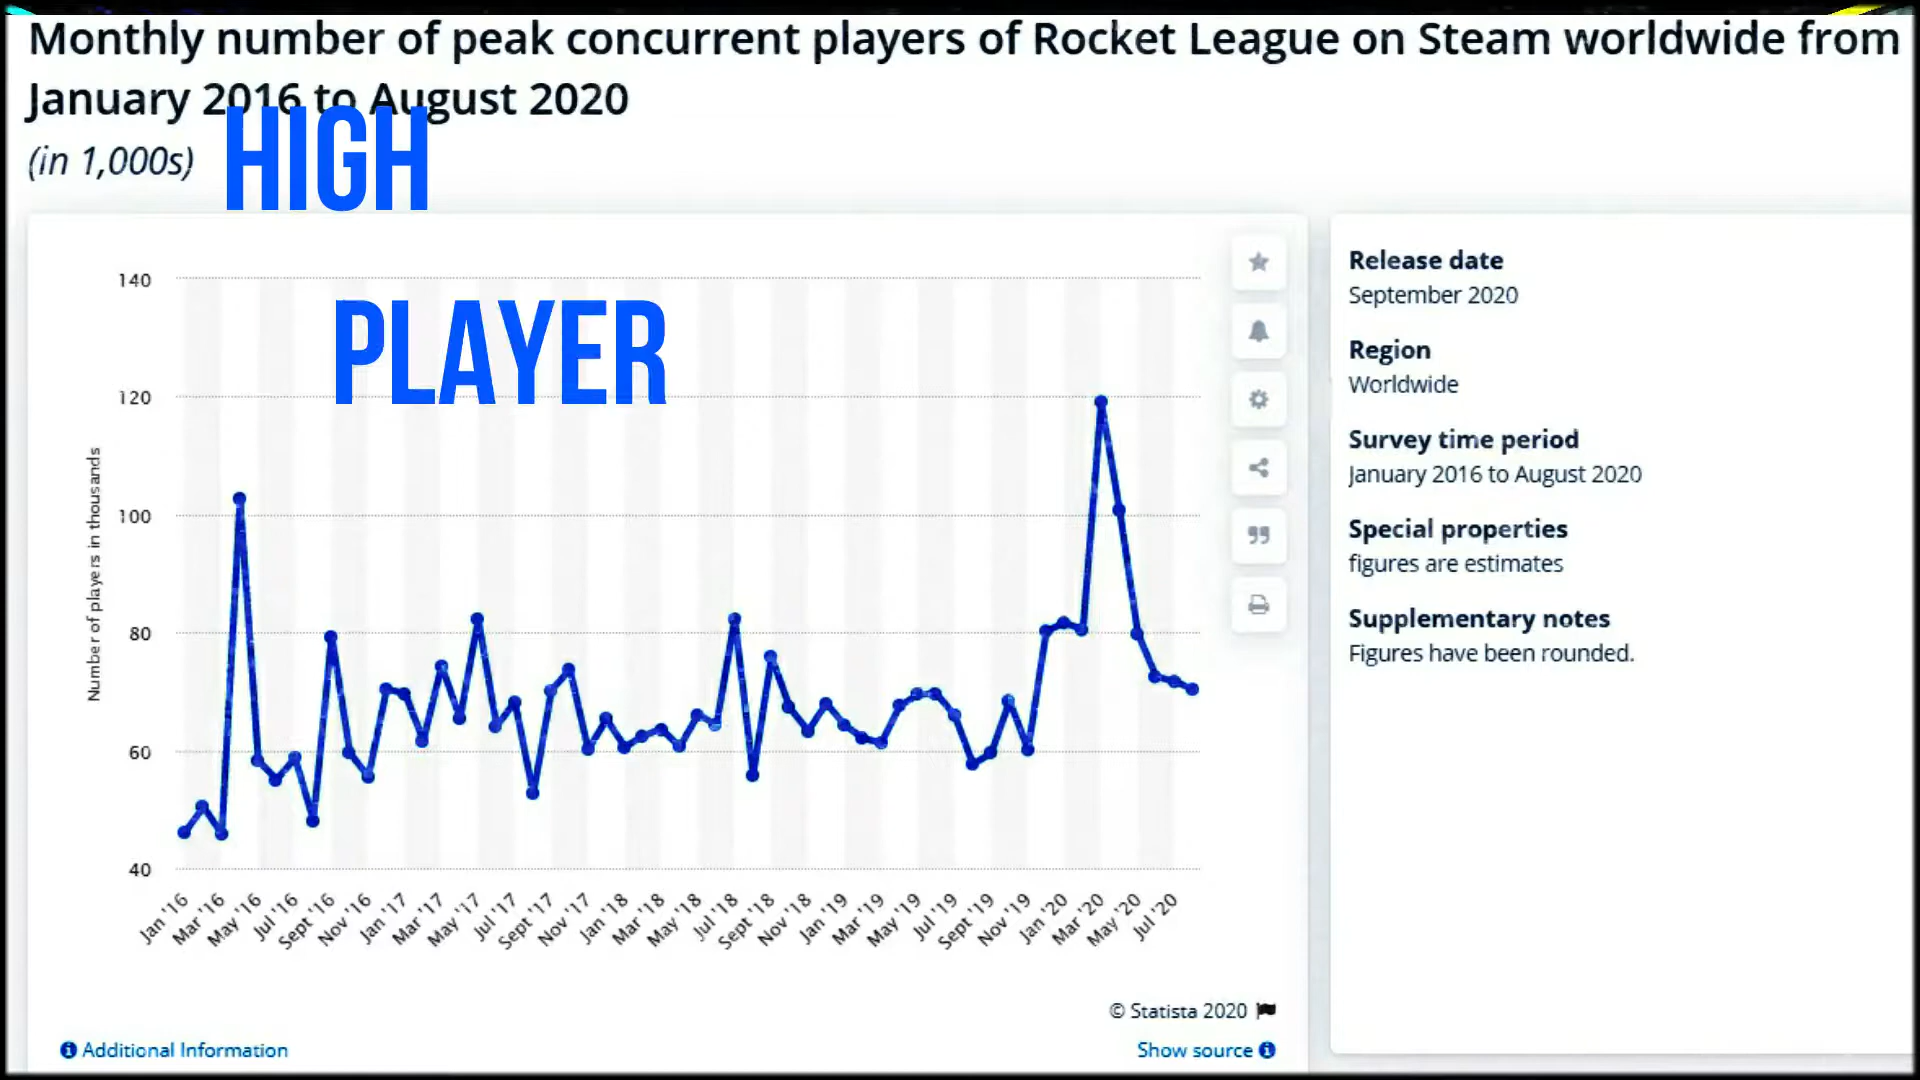 Monthly number of peak concurrent players of Rocket League on Steam worldwide from
January 2016 to August 2020
(in 1,000s)
HIGH
PLAYER
140
120
100
80
60
40
Number of players in thousands
Jan '16
Mar '16
May '16
Jul '16
Sept '16
Nov '16
Jan '17
Mar '17
May '17
Jul '17
Sept '17
Nov '17
Jan '18
Mar '18
May '18
Jul '18
Sept '18
Nov '18
Jan '19
Mar '19
May '19
Jul '19
Sept '19
Nov '19
Jan '20
Mar '20
May '20
Jul '20
© Statista 2020
Additional Information
Show source
Release date
September 2020
Region
Worldwide
Survey time period
January 2016 to August 2020
Special properties
figures are estimates
Supplementary notes
Figures have been rounded.